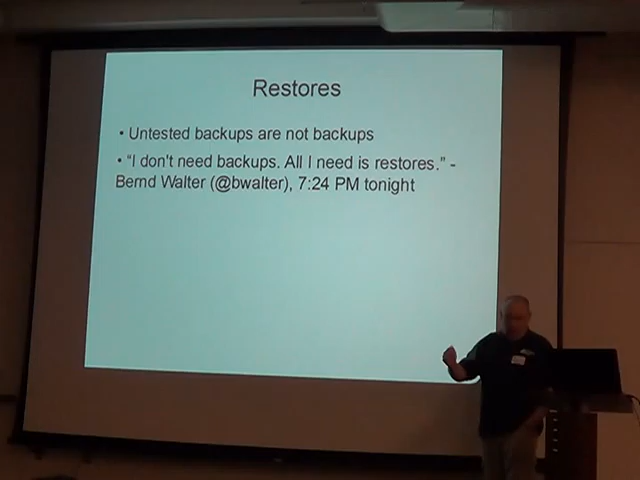 Restores
• Untested backups are not backups
• "I don't need backups. All I need is restores." -
Bernd Walter (@bwalter), 7:24 PM tonight